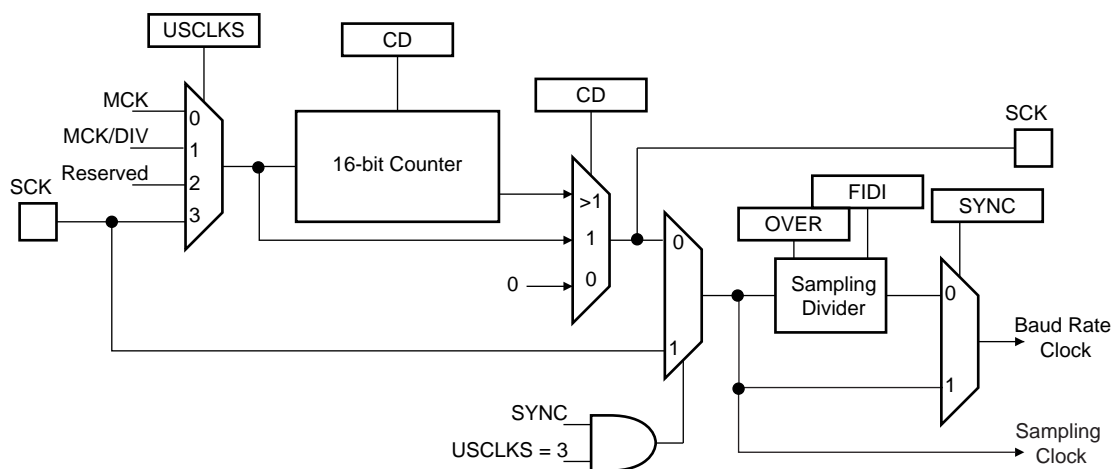 USCLKS
CD
CD
MCK
0
MCK/DIV
1
Reserved
2
SCK
3
16-bit Counter
>1
1
0
0
SCK
FIDI
OVER
SYNC
0
1
Sampling
Divider
0
1
Baud Rate
Clock
SYNC
USCLKS = 3
Sampling
Clock